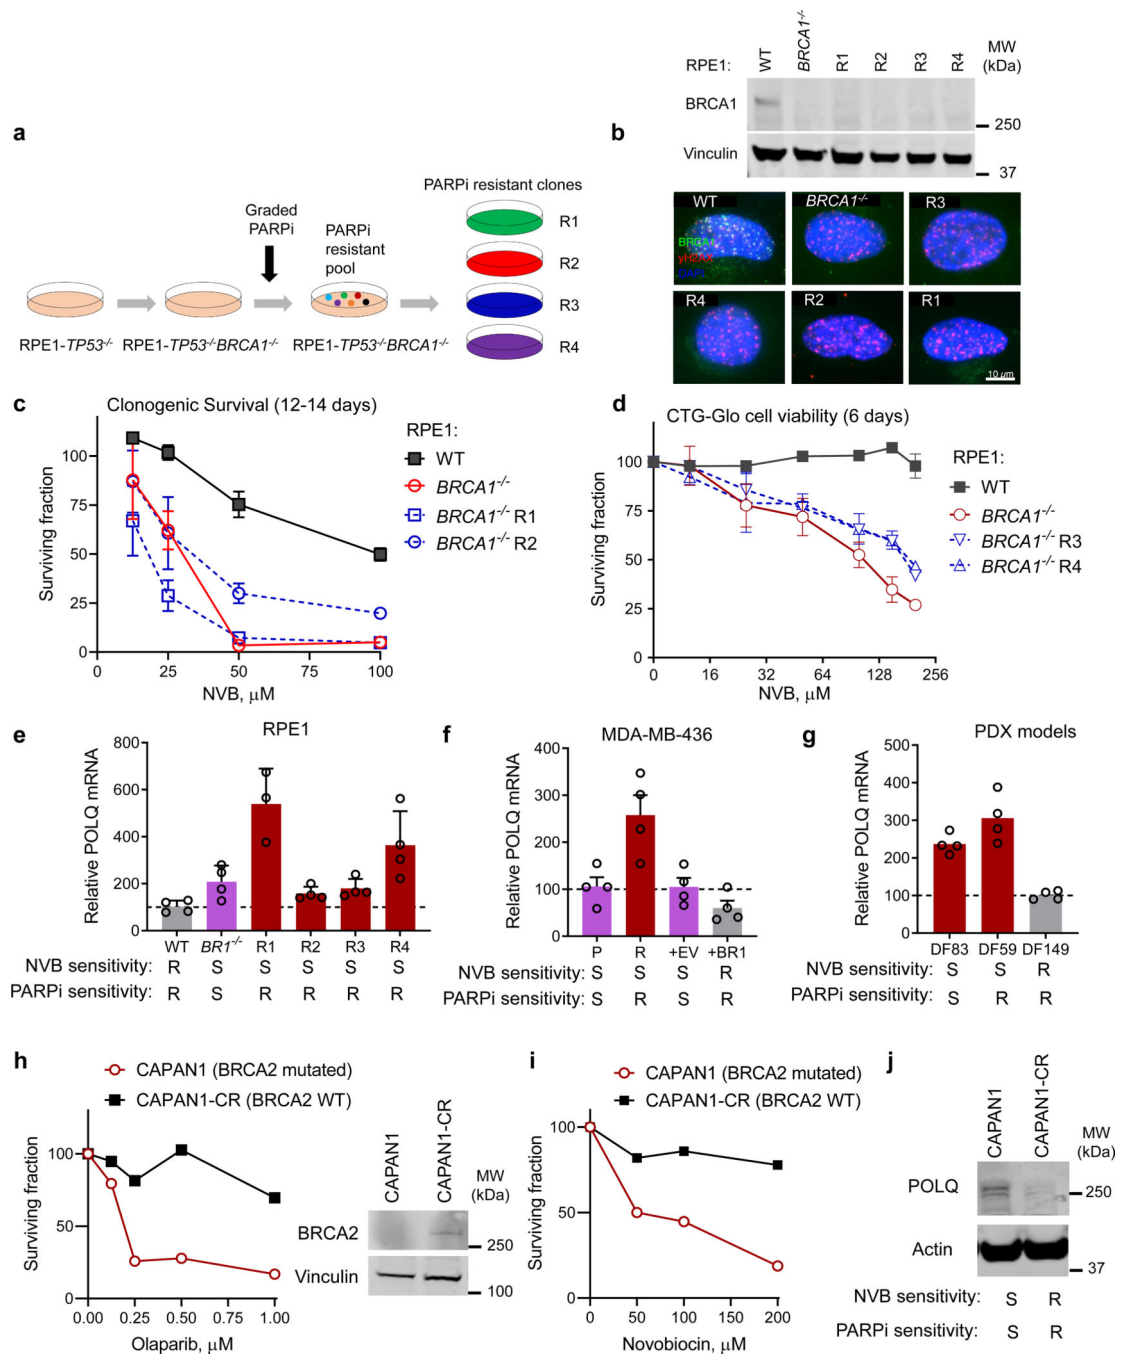 a
Graded
PARPi
PARPi
resistant
pool
PARPi resistant clones
R1
R2
R3
R4
RPE1-TP53-/-
RPE1-TP53-/-BRCA1-/-
RPE1-TP53-/-BRCA1-/-
b
RPE1:
WT
BRCA1-/-
R1
R2
R3
R4
MW
(kDa)
BRCA1
250
Vinculin
37
WT
BRCA1
γH2AX
DAPI
BRCA1-/-
R3
R4
R2
R1
10 μm
c
Clonogenic Survival (12-14 days)
Surviving fraction
100
75
50
25
0
0
25
50
75
100
NVB, μM
RPE1:
WT
BRCA1-/-
BRCA1-/- R1
BRCA1-/- R2
d
CTG-Glo cell viability (6 days)
Surviving fraction
100
75
50
25
0
0
16
32
64
128
256
NVB, μM
RPE1:
WT
BRCA1-/-
BRCA1-/- R3
BRCA1-/- R4
e
RPE1
Relative POLQ mRNA
800
600
400
200
0
WT BR1-/- R1 R2 R3 R4
NVB sensitivity: R S S S S S
PARPi sensitivity: R S R R R R
f
MDA-MB-436
Relative POLQ mRNA
400
300
200
100
0
P R +EV +BR1
NVB sensitivity: S S S R
PARPi sensitivity: S R S R
g
PDX models
Relative POLQ mRNA
500
400
300
200
100
0
DF83 DF59 DF149
NVB sensitivity: S S R
PARPi sensitivity: S R R
h
CAPAN1 (BRCA2 mutated)
CAPAN1-CR (BRCA2 WT)
Surviving fraction
100
50
0
0.00
0.25
0.50
0.75
1.00
Olaparib, μM
CAPAN1
CAPAN1-CR
MW
(kDa)
BRCA2
250
Vinculin
100
i
CAPAN1 (BRCA2 mutated)
CAPAN1-CR (BRCA2 WT)
Surviving fraction
100
50
0
0
50
100
150
200
Novobiocin, μM
j
CAPAN1
CAPAN1-CR
MW
(kDa)
POLQ
250
Actin
37
NVB sensitivity: S R
PARPi sensitivity: S R